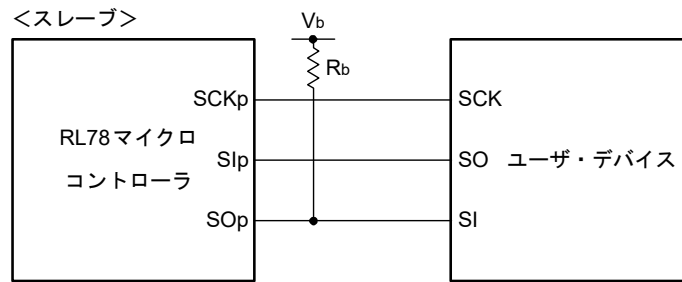 ＜スレーブ＞
Vb
Rb
SCKp
SCK
RL78マイクロ
コントローラ
SIp
SO
ユーザ・デバイス
SOp
SI